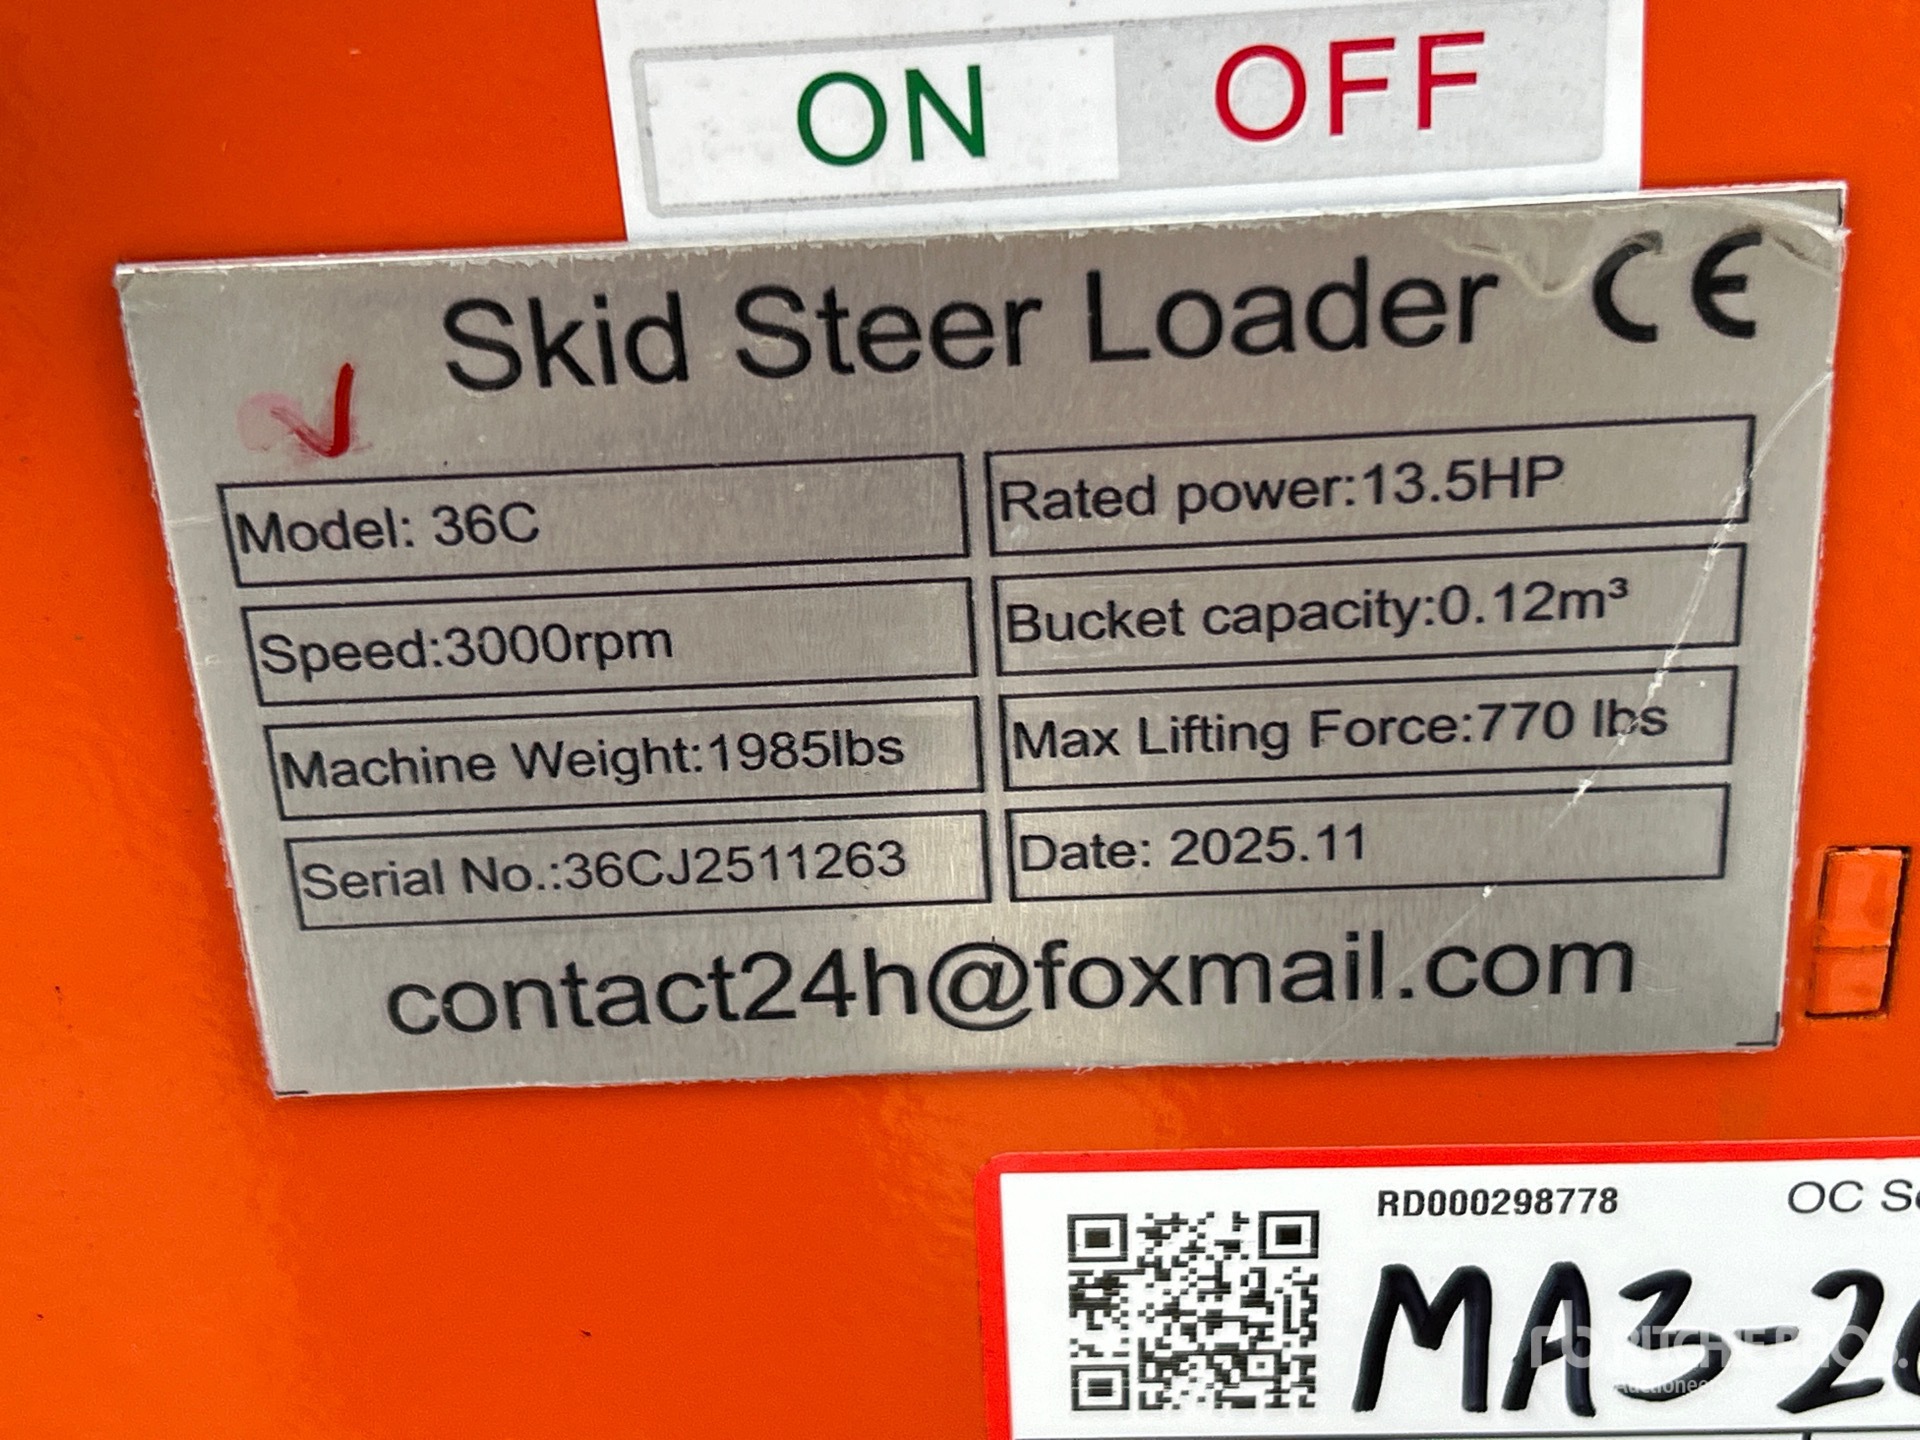 ON OFF
Skid Steer Loader CE
Model: 36C
Rated power:13.5HP
Speed:3000rpm
Bucket capacity:0.12m³
Machine Weight:1985lbs
Max Lifting Force:770 lbs
Serial No.:36CJ2511263
Date: 2025.11
contact24h@foxmail.com
RD000298778
OC
MA3-2